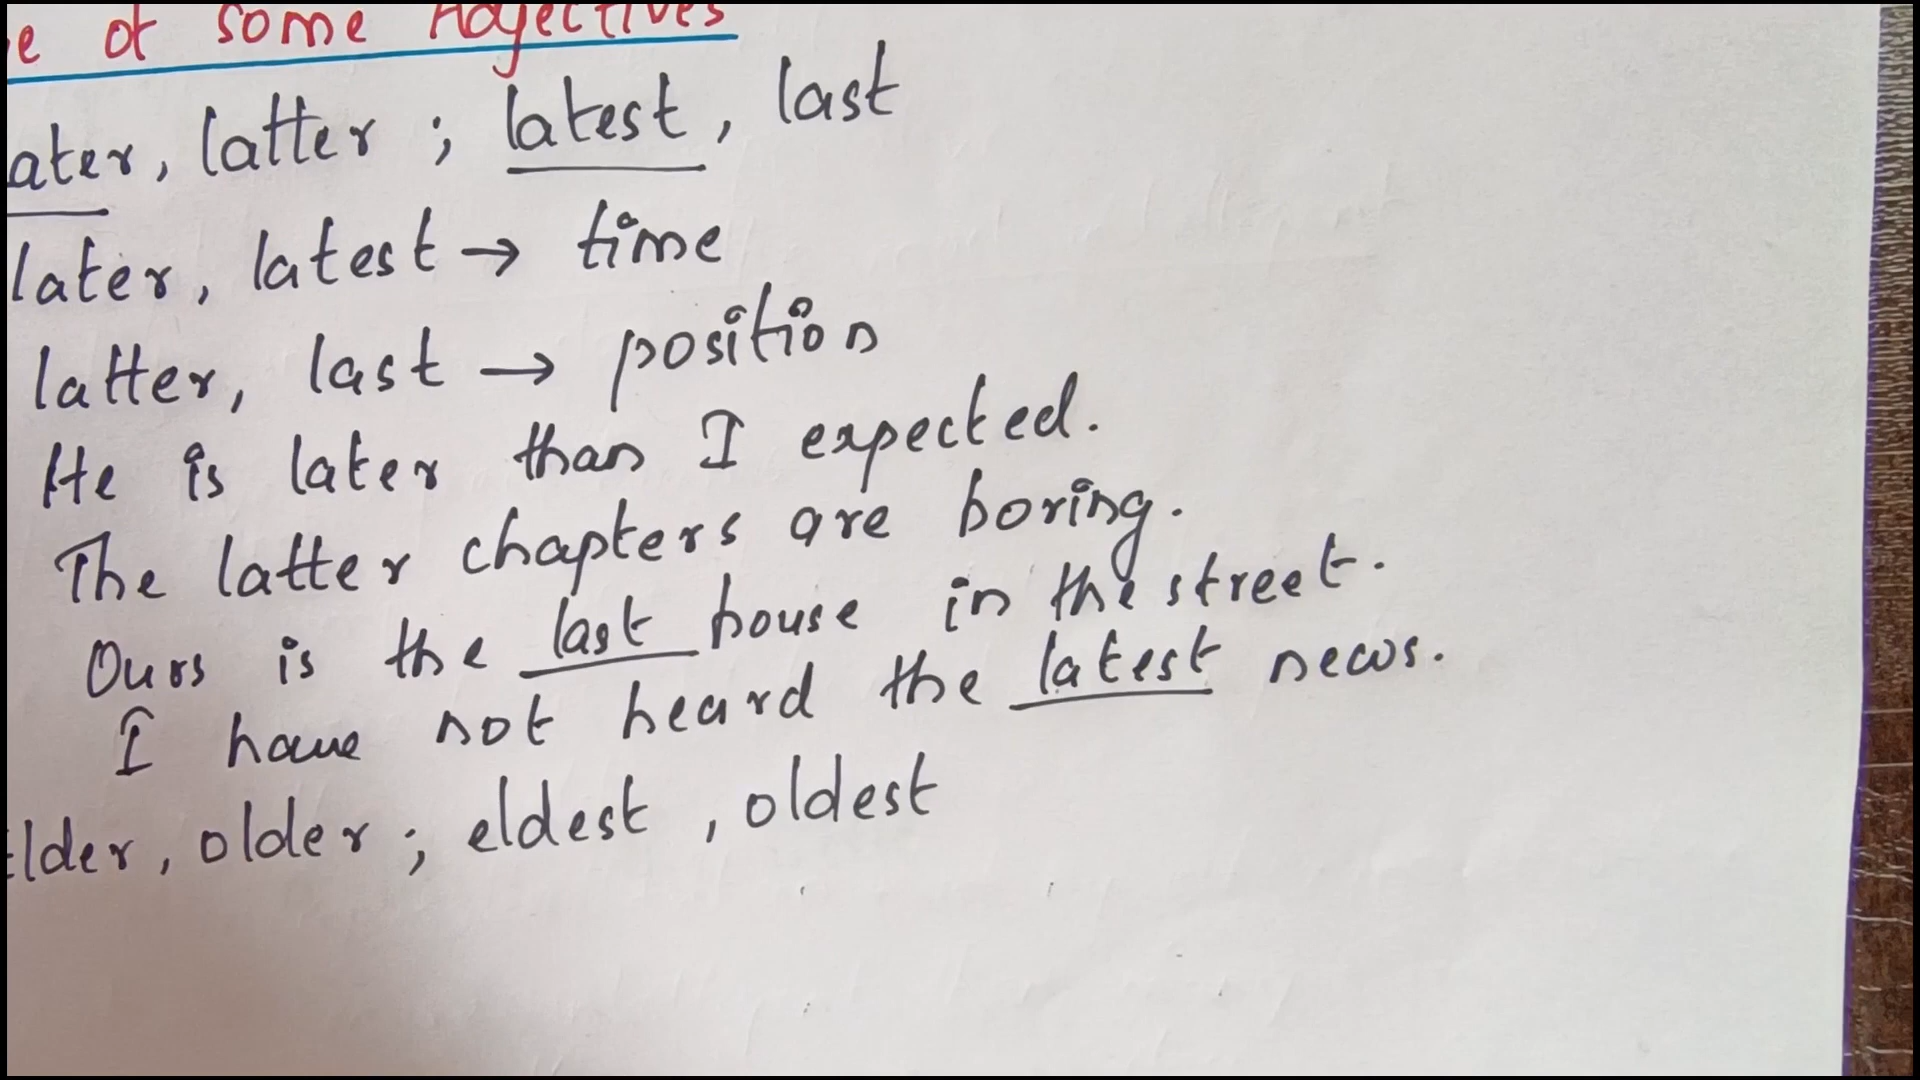 e of some Adjectives
ater, latter ; latest, last
later, latest → time
latter, last → position
He is later than I expected.
The latter chapters are boring.
Ours is the last house in the street.
I have not heard the latest news.
Elder, older ; eldest , oldest